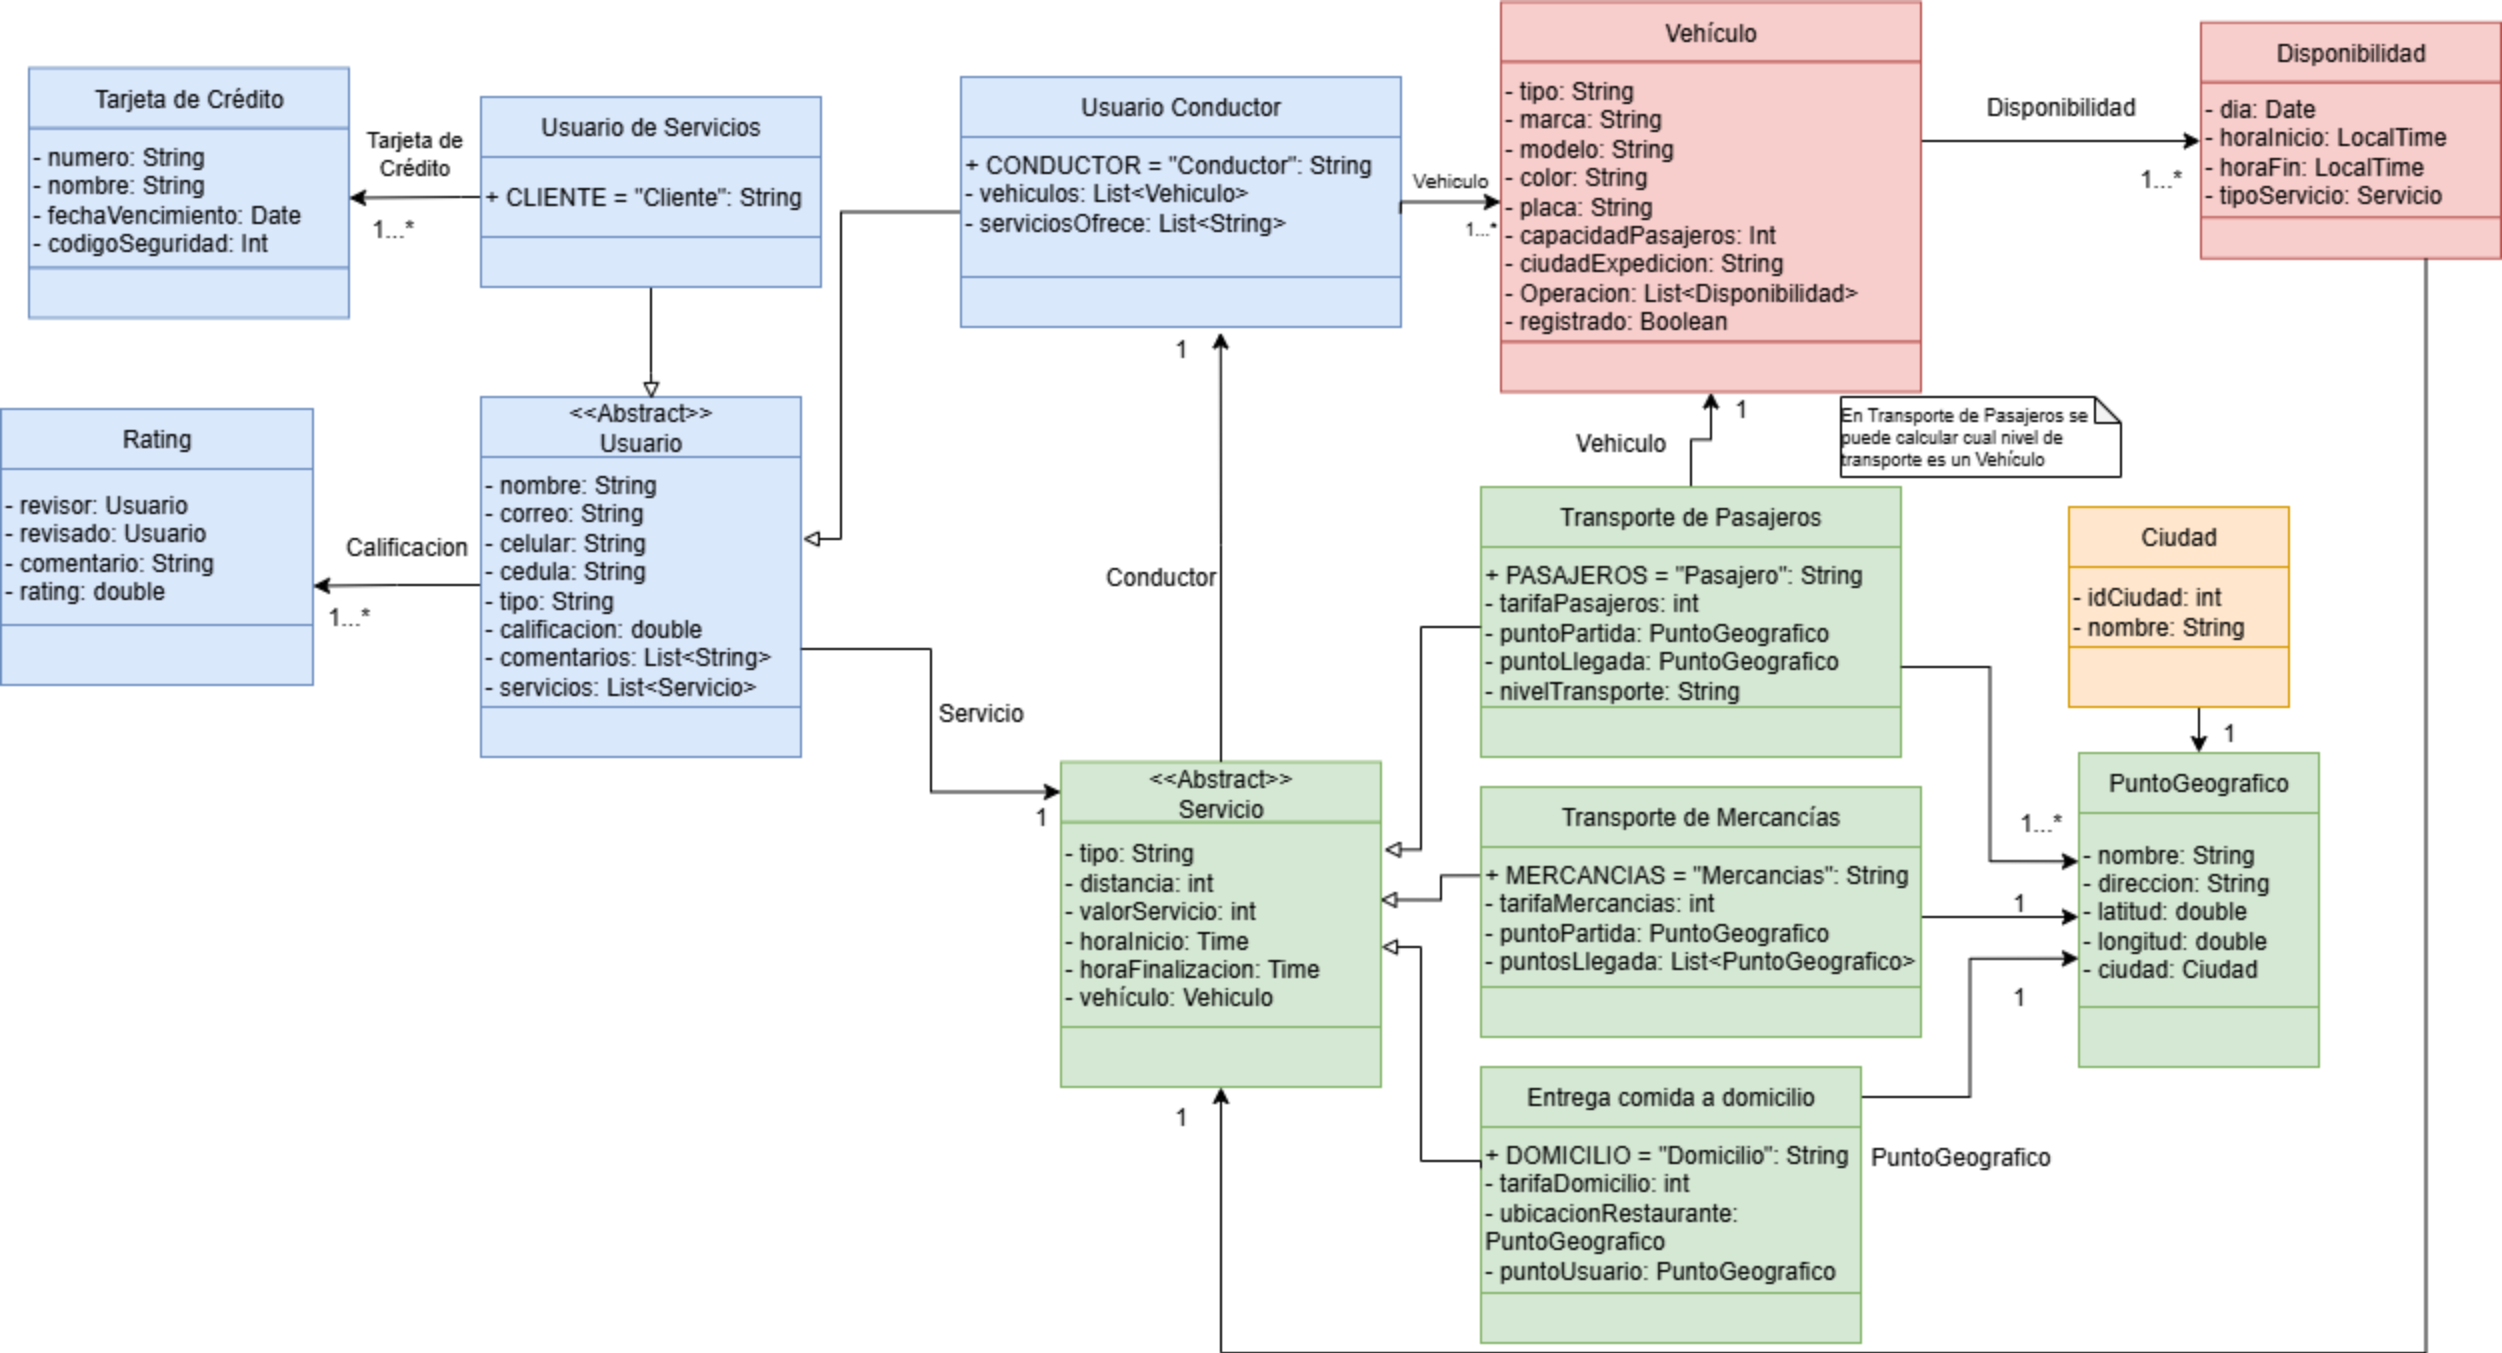 Tarjeta de Crédito
- numero: String
- nombre: String
- fechaVencimiento: Date
- codigoSeguridad: Int
Tarjeta de
Crédito
1...*
Usuario de Servicios
+ CLIENTE = "Cliente": String
Usuario Conductor
+ CONDUCTOR = "Conductor": String
- vehiculos: List<Vehiculo>
- serviciosOfrece: List<String>
Vehiculo
1...*
Vehículo
- tipo: String
- marca: String
- modelo: String
- color: String
- placa: String
- capacidadPasajeros: Int
- ciudadExpedicion: String
- Operacion: List<Disponibilidad>
- registrado: Boolean
Disponibilidad
1...*
Disponibilidad
- dia: Date
- horaInicio: LocalTime
- horaFin: LocalTime
- tipoServicio: Servicio
Rating
- revisor: Usuario
- revisado: Usuario
- comentario: String
- rating: double
Calificacion
1...*
<<Abstract>>
Usuario
- nombre: String
- correo: String
- celular: String
- cedula: String
- tipo: String
- calificacion: double
- comentarios: List<String>
- servicios: List<Servicio>
Servicio
1
1
Conductor
<<Abstract>>
Servicio
- tipo: String
- distancia: int
- valorServicio: int
- horaInicio: Time
- horaFinalizacion: Time
- vehículo: Vehiculo
1
Vehiculo
1
En Transporte de Pasajeros se
puede calcular cual nivel de
transporte es un Vehículo
Transporte de Pasajeros
+ PASAJEROS = "Pasajero": String
- tarifaPasajeros: int
- puntoPartida: PuntoGeografico
- puntoLlegada: PuntoGeografico
- nivelTransporte: String
Transporte de Mercancías
+ MERCANCIAS = "Mercancias": String
- tarifaMercancias: int
- puntoPartida: PuntoGeografico
- puntosLlegada: List<PuntoGeografico>
Entrega comida a domicilio
+ DOMICILIO = "Domicilio": String
- tarifaDomicilio: int
- ubicacionRestaurante:
PuntoGeografico
- puntoUsuario: PuntoGeografico
PuntoGeografico
1...*
1
1
Ciudad
- idCiudad: int
- nombre: String
1
PuntoGeografico
- nombre: String
- direccion: String
- latitud: double
- longitud: double
- ciudad: Ciudad